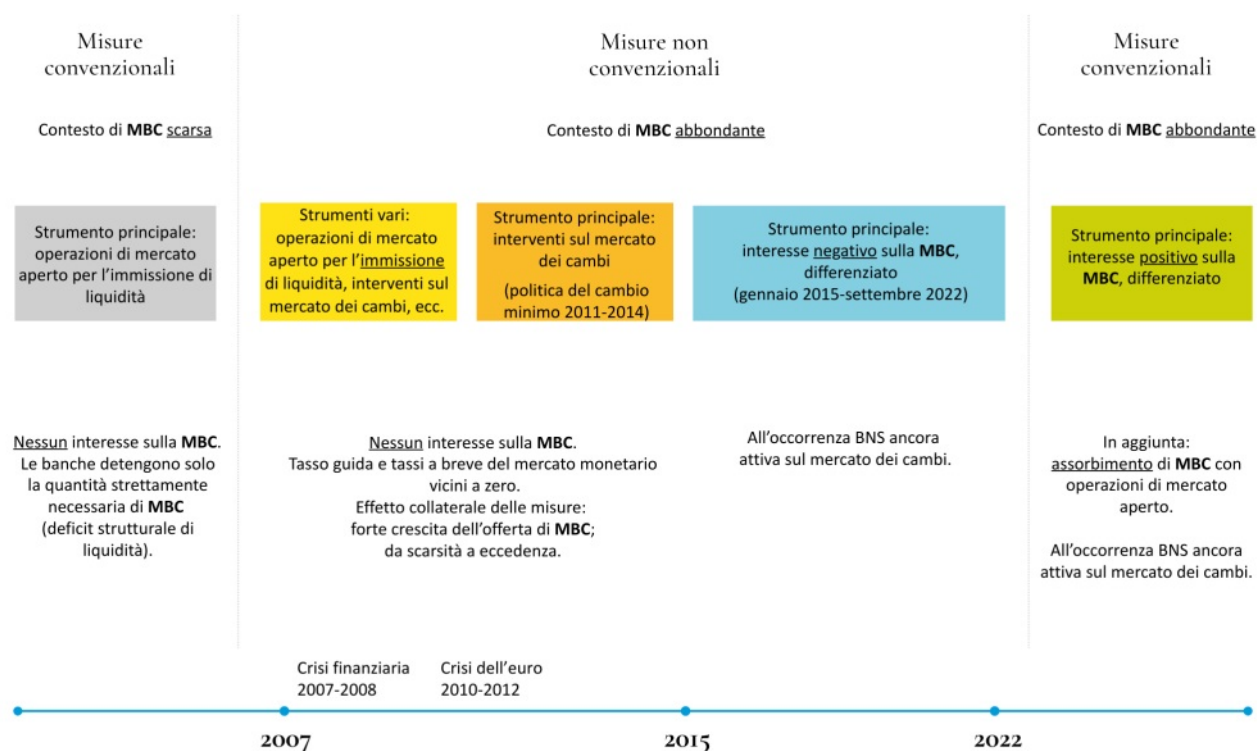 Misure
convenzionali
Misure non
convenzionali
Misure
convenzionali
Contesto di MBC scarsa
Contesto di MBC abbondante
Contesto di MBC abbondante
Strumento principale:
operazioni di mercato
aperto per l'immissione di
liquidità
Strumenti vari:
operazioni di mercato
aperto per l'immissione
di liquidità, interventi sul
mercato dei cambi, ecc.
Strumento principale:
interventi sul mercato
dei cambi
(politica del cambio
minimo 2011-2014)
Strumento principale:
interesse negativo sulla MBC,
differenziato
(gennaio 2015-settembre 2022)
Strumento principale:
interesse positivo sulla
MBC, differenziato
Nessun interesse sulla MBC.
Le banche detengono solo
la quantità strettamente
necessaria di MBC
(deficit strutturale di
liquidità).
Nessun interesse sulla MBC.
Tasso guida e tassi a breve del mercato monetario
vicini a zero.
Effetto collaterale delle misure:
forte crescita dell'offerta di MBC;
da scarsità a eccedenza.
All'occorrenza BNS ancora
attiva sul mercato dei cambi.
In aggiunta:
assorbimento di MBC con
operazioni di mercato
aperto.
All'occorrenza BNS ancora
attiva sul mercato dei cambi.
Crisi finanziaria
2007-2008
Crisi dell'euro
2010-2012
2007
2015
2022